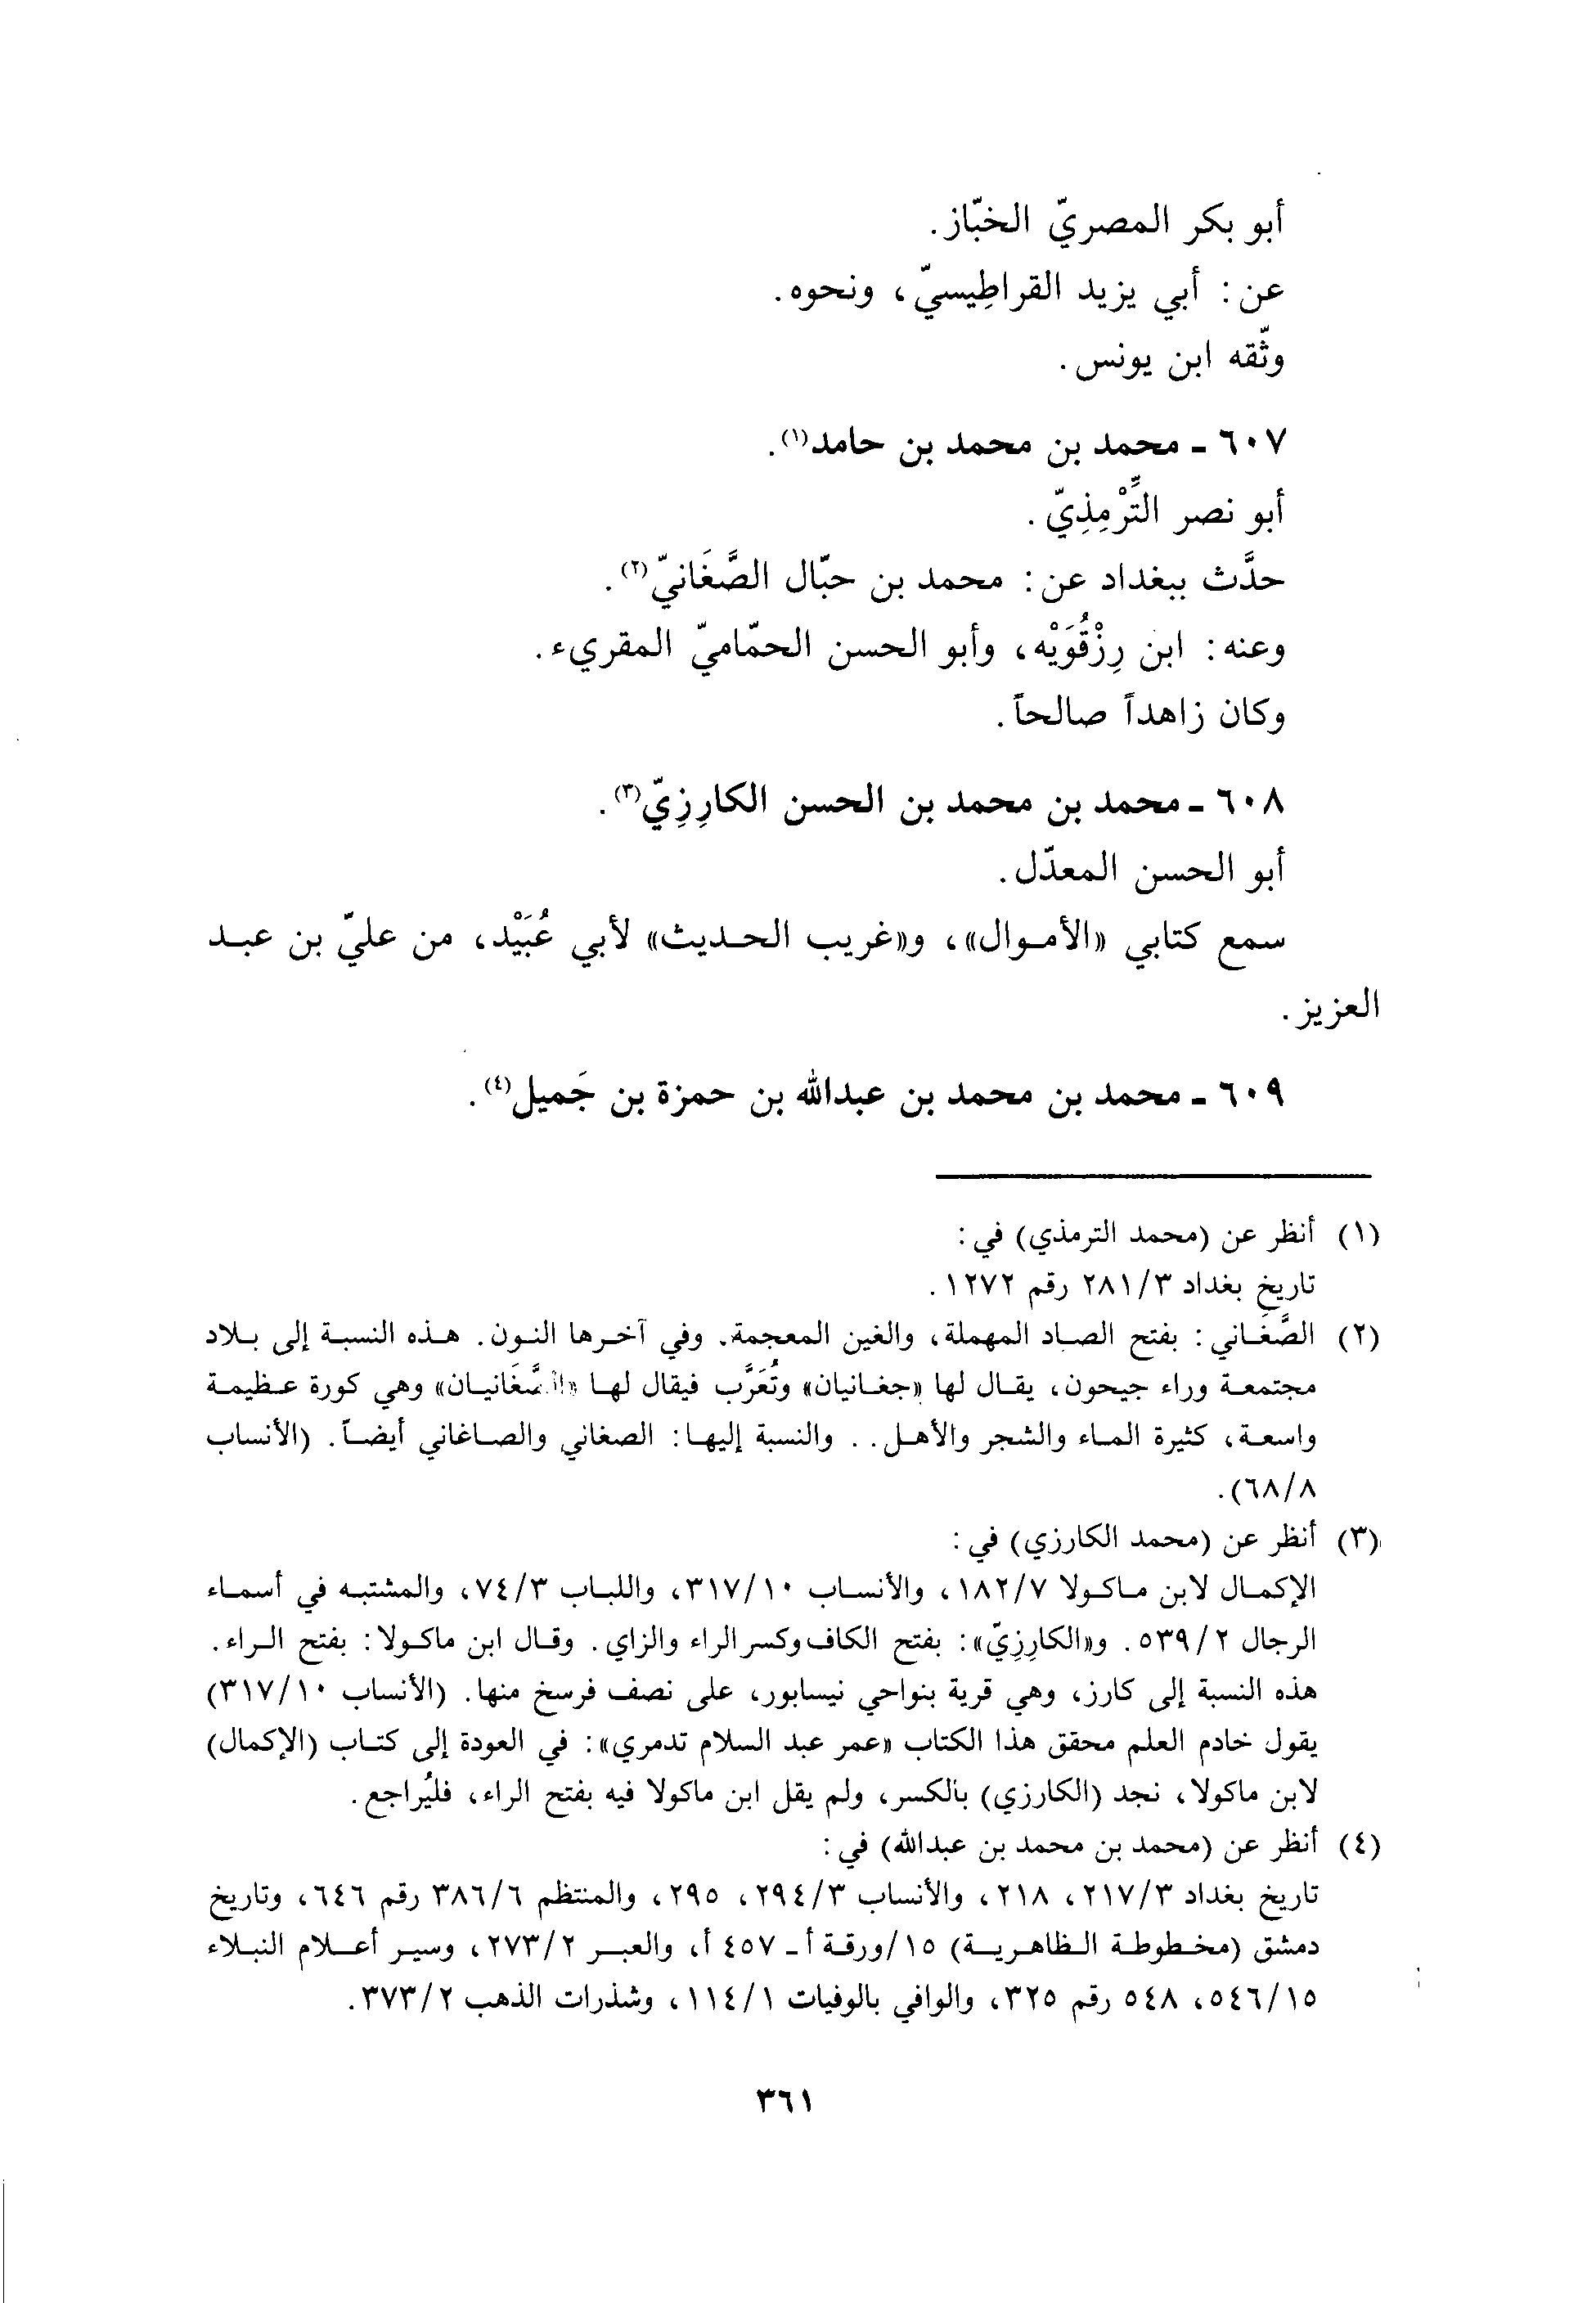 أبو بكر المصريّ الخبّاز.
عن: أبي يزيد القراطِيسيّ، ونحوه.
وثّقه ابن يونس.
٦٠٧ ـ محمد بن محمد بن حامد(١).
أبو نصر التِّرْمِذِيّ.
حدَّث ببغداد عن: محمد بن حبّال الصَّغَانيّ(٢).
وعنه: ابن رِزْقُوَيْه، وأبو الحسن الحمّاميّ المقريء.
وكان زاهداً صالحاً.
٦٠٨ ـ محمد بن محمد بن الحسن الكارِزِيّ(٣).
أبو الحسن المعدّل.
سمع كتابي «الأموال»، و«غريب الحديث» لأبي عُبَيْد، من عليّ بن عبد
العزيز.
٦٠٩ ـ محمد بن محمد بن عبدالله بن حمزة بن جَميل(٤).
(١) أنظر عن (محمد الترمذي) في:
تاريخ بغداد ٢٨١/٣ رقم ١٢٧٢.
(٢) الصَّغَاني: بفتح الصاد المهملة، والغين المعجمة. وفي آخرها النون. هذه النسبة إلى بلاد
مجتمعة وراء جيحون، يقال لها «جغانيان» وتُعَرَّب فيقال لها «الصَّغَانيان» وهي كورة عظيمة
واسعة، كثيرة الماء والشجر والأهل.. والنسبة إليها: الصغاني والصاغاني أيضاً. (الأنساب
٦٨/٨).
(٣) أنظر عن (محمد الكارزي) في:
الإكمال لابن ماكولا ١٨٢/٧، والأنساب ٣١٧/١٠، واللباب ٧٤/٣، والمشتبه في أسماء
الرجال ٥٣٩/٢. و«الكارِزِيّ»: بفتح الكاف وكسر الراء والزاي. وقال ابن ماكولا: بفتح الراء.
هذه النسبة إلى كارز، وهي قرية بنواحي نيسابور، على نصف فرسخ منها. (الأنساب ٣١٧/١٠)
يقول خادم العلم محقق هذا الكتاب «عمر عبد السلام تدمري»: في العودة إلى كتاب (الإكمال)
لابن ماكولا، نجد (الكارزي) بالكسر، ولم يقل ابن ماكولا فيه بفتح الراء، فليُراجع.
(٤) أنظر عن (محمد بن محمد بن عبدالله) في:
تاريخ بغداد ٢١٧/٣، ٢١٨، والأنساب ٢٩٤/٣، ٢٩٥، والمنتظم ٣٨٦/٦ رقم ٦٤٦، وتاريخ
دمشق (مخطوطة الظاهرية) ١٥/ورقة أ ـ ٤٥٧ أ، والعبر ٢٧٣/٢، وسير أعلام النبلاء
٥٤٦/١٥، ٥٤٨ رقم ٣٢٥، والوافي بالوفيات ١١٤/١، وشذرات الذهب ٣٧٣/٢.
٣٦١